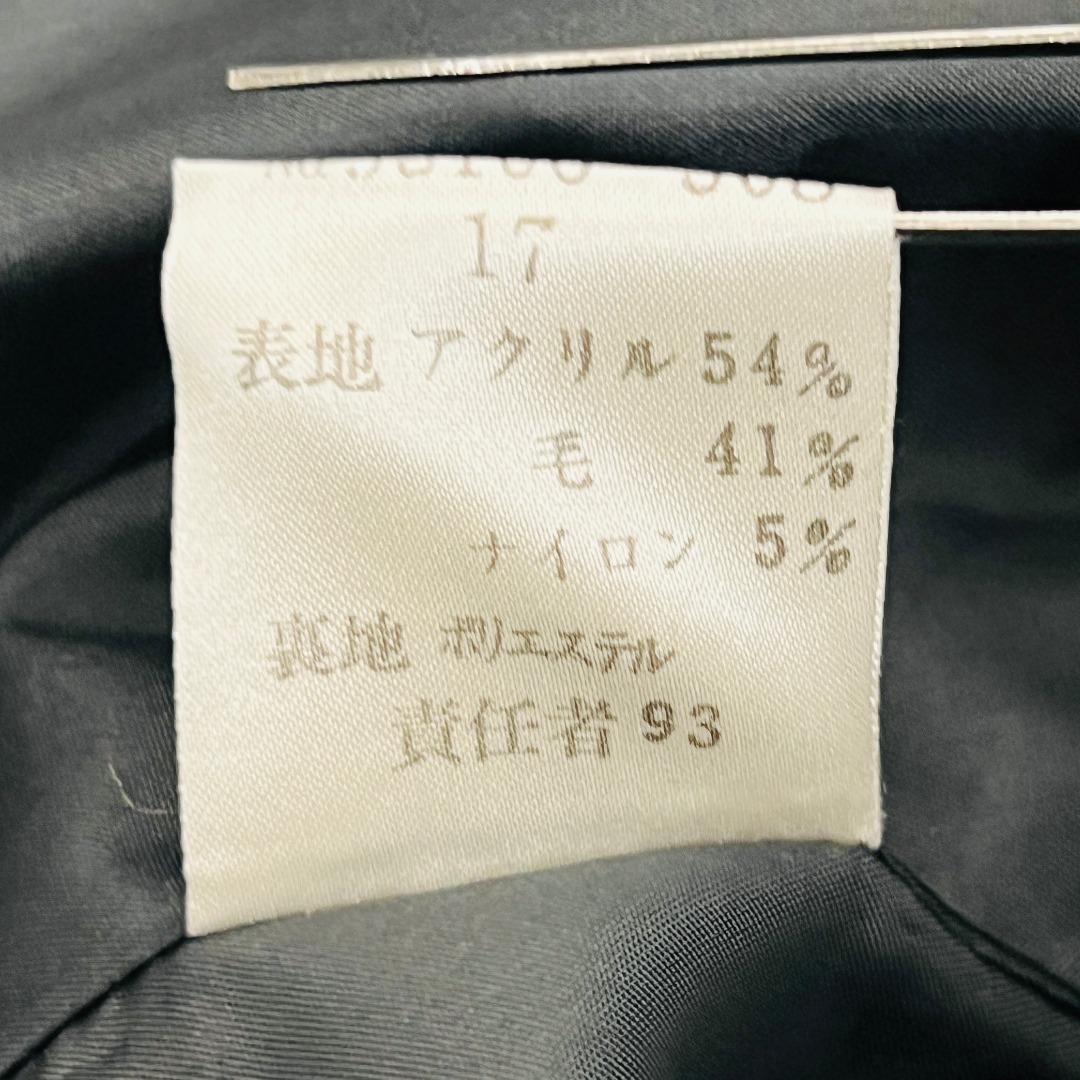 17
表地 アクリル 54%
毛 41%
ナイロン 5%
裏地 ポリエステル
責任者 93